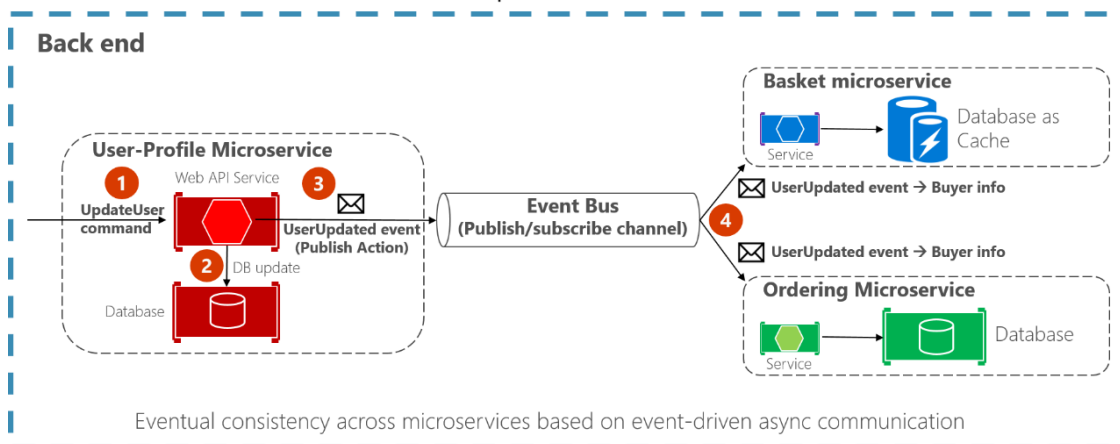 Back end
User-Profile Microservice
Web API Service
1
3
UpdateUser
command
UserUpdated event
(Publish Action)
2
DB update
Database
Event Bus
(Publish/subscribe channel)
4
Basket microservice
Service
Database as
Cache
UserUpdated event → Buyer info
UserUpdated event → Buyer info
Ordering Microservice
Service
Database
Eventual consistency across microservices based on event-driven async communication